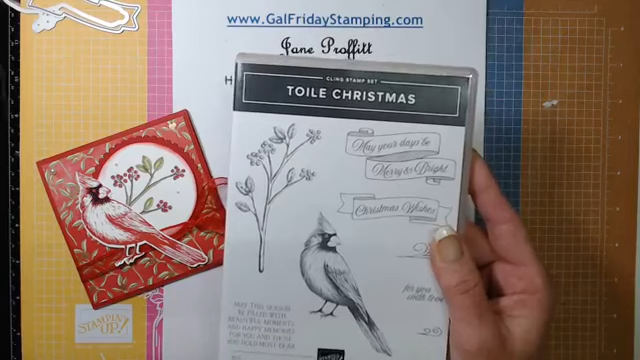 www.GalFridayStamping.com
Jane Proffitt
H
CLING STAMP SET
TOILE CHRISTMAS
May your days be
Merry & Bright
Christmas Wishes
for you
with love
MAY THIS SEASON
BE FILLED WITH
BEAUTIFUL MOMENTS
AND HAPPY MEMORIES
FOR YOU AND THOSE
YOU HOLD MOST DEAR
STAMPIN' UP!